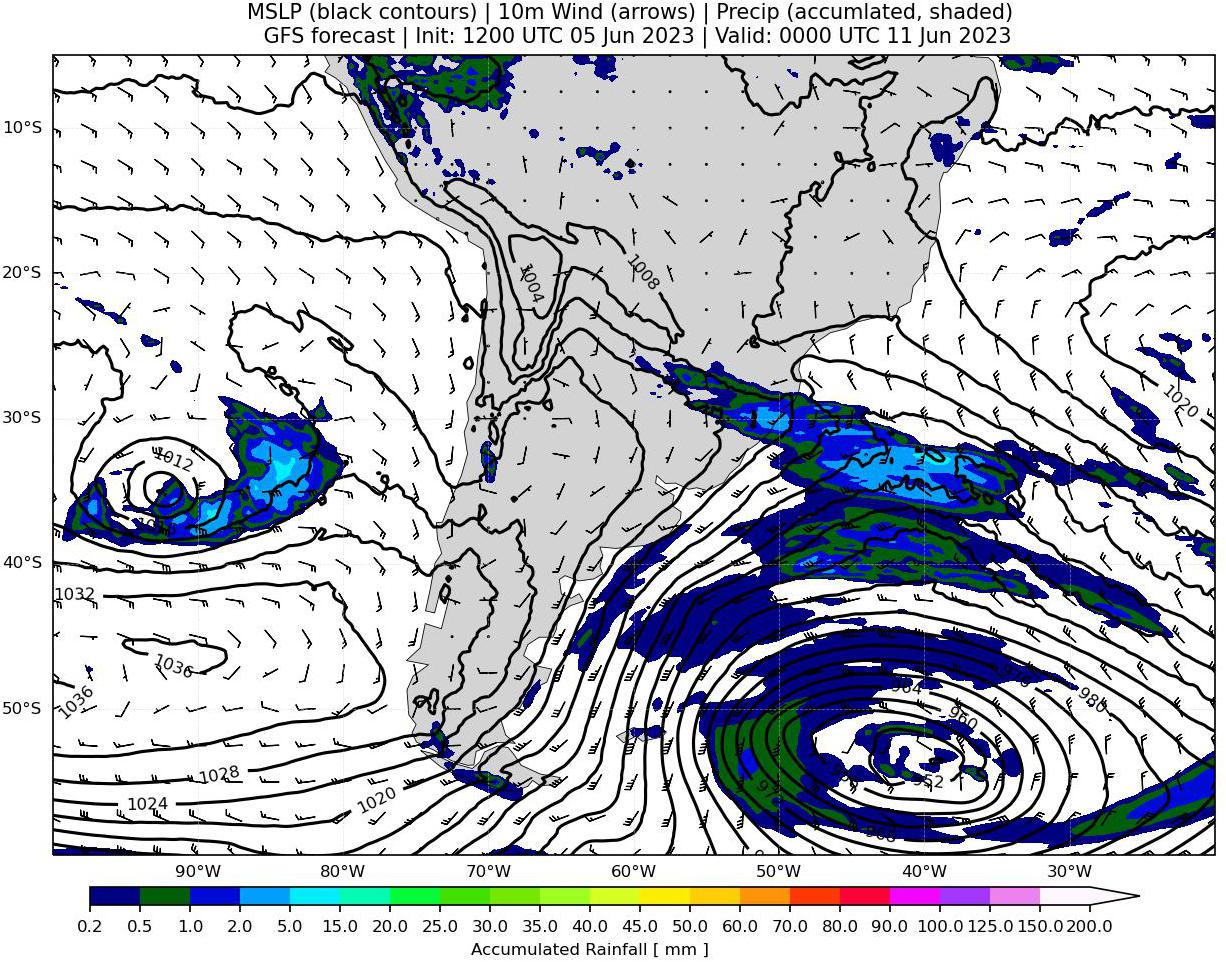 MSLP (black contours) | 10m Wind (arrows) | Precip (accumlated, shaded)
GFS forecast | Init: 1200 UTC 05 Jun 2023 | Valid: 0000 UTC 11 Jun 2023
10°S
1004
1008
20°S
1020
30°S
1012
40°S
1032
1036
1036
964
980
50°S
960
1028
952
1020
1024
968
90°W 80°W 70°W 60°W 50°W 40°W 30°W
0.2 0.5 1.0 2.0 5.0 10.0 15.0 20.0 25.0 30.0 35.0 40.0 45.0 50.0 60.0 70.0 80.0 90.0 100.0 125.0 150.0 200.0
Accumulated Rainfall [ mm ]